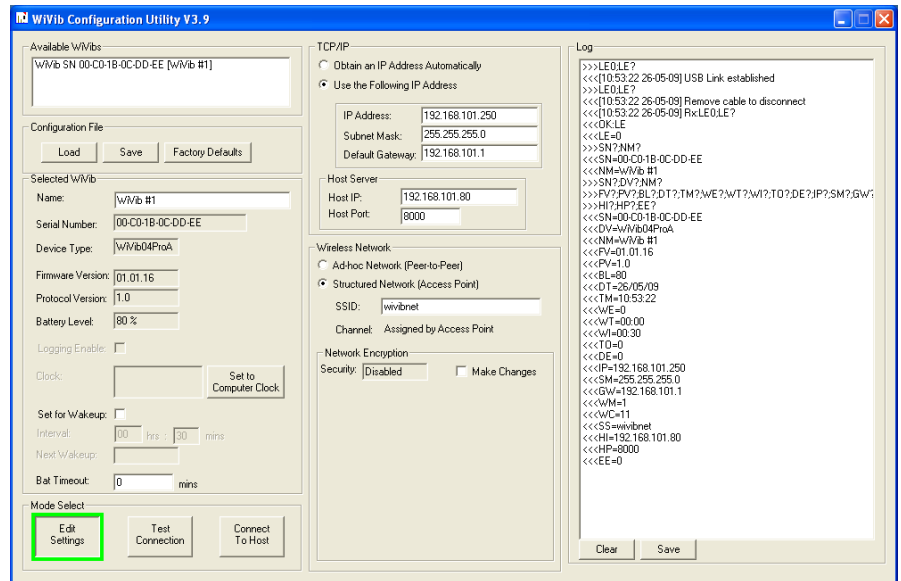 WiVib Configuration Utility V3.9
Available WiVibs
WiVib SN 00-C0-1B-0C-DD-EE [WiVib #1]
Configuration File
Load Save Factory Defaults
Selected WiVib
Name: WiVib #1
Serial Number: 00-C0-1B-0C-DD-EE
Device Type: WiVib04ProA
Firmware Version: 01.01.16
Protocol Version: 1.0
Battery Level: 80 %
Logging Enable:
Clock: Set to
Computer Clock
Set for Wakeup:
Interval: 00 hrs : 30 mins
Next Wakeup:
Bat Timeout: 0 mins
Mode Select
Edit
Settings
Test
Connection
Connect
To Host
TCP/IP
Obtain an IP Address Automatically
Use the Following IP Address
IP Address: 192.168.101.250
Subnet Mask: 255.255.255.0
Default Gateway: 192.168.101.1
Host Server
Host IP: 192.168.101.80
Host Port: 8000
Wireless Network
Ad-hoc Network (Peer-to-Peer)
Structured Network (Access Point)
SSID: wivibnet
Channel: Assigned by Access Point
Network Encryption
Security: Disabled Make Changes
Log
>>>LE0;LE?
<<<[10:53:22 26-05-09] USB Link established
>>>LE0;LE?
<<<[10:53:22 26-05-09] Remove cable to disconnect
<<<[10:53:22 26-05-09] Rx:LE0;LE?
<<<OK:LE
<<<LE=0
>>>SN?;NM?
<<<SN=00-C0-1B-0C-DD-EE
<<<NM=WiVib #1
>>>SN?;DV?;NM?
>>>FV?;PV?;BL?;DT?;TM?;WE?;WT?;WI?;TO?;DE?;IP?;SM?;GW?
>>>HI?;HP?;EE?
<<<SN=00-C0-1B-0C-DD-EE
<<<DV=WiVib04ProA
<<<NM=WiVib #1
<<<FV=01.01.16
<<<PV=1.0
<<<BL=80
<<<DT=26/05/09
<<<TM=10:53:22
<<<WE=0
<<<WT=00:00
<<<WI=00:30
<<<TO=0
<<<DE=0
<<<IP=192.168.101.250
<<<SM=255.255.255.0
<<<GW=192.168.101.1
<<<WM=1
<<<WC=11
<<<SS=wivibnet
<<<HI=192.168.101.80
<<<HP=8000
<<<EE=0
Clear Save